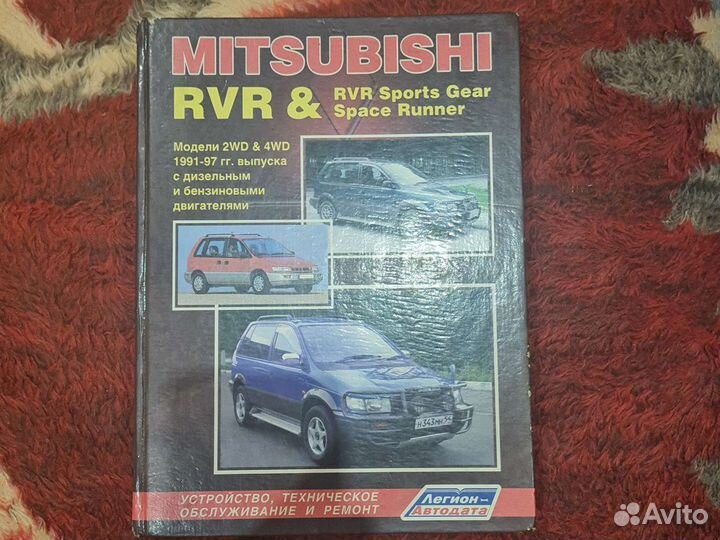 MITSUBISHI
RVR & RVR Sports Gear
Space Runner
Модели 2WD & 4WD
1991-97 гг. выпуска
с дизельным
и бензиновыми
двигателями
Н343МН54
УСТРОЙСТВО, ТЕХНИЧЕСКОЕ
ОБСЛУЖИВАНИЕ И РЕМОНТ
Легион-
Автодата
Avito